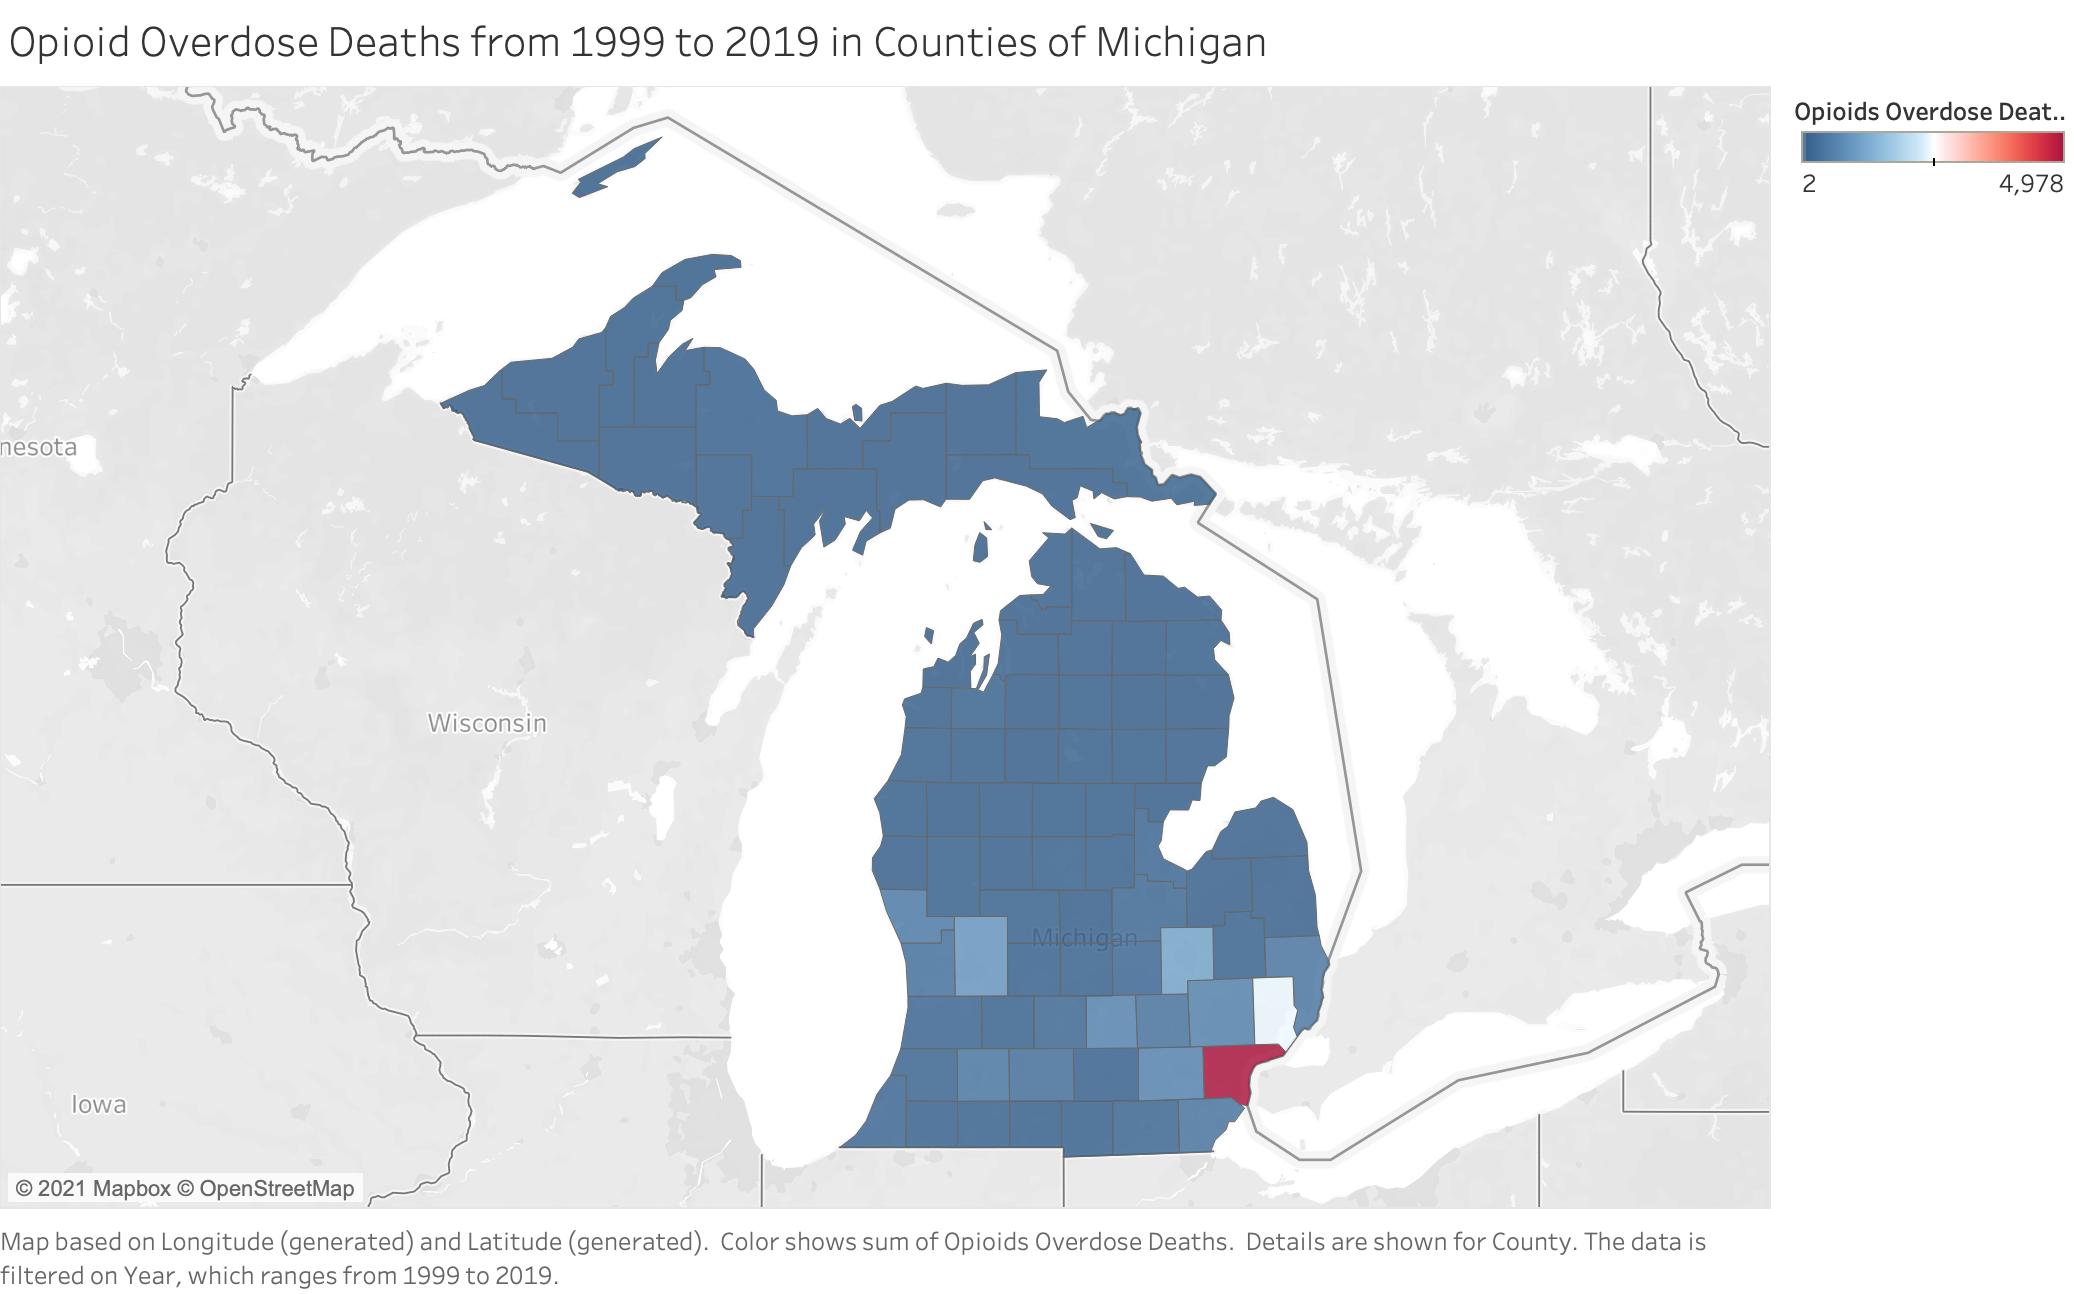 Opioid Overdose Deaths from 1999 to 2019 in Counties of Michigan
Opioids Overdose Deat..
2 4,978
nesota
Wisconsin
Michigan
Iowa
© 2021 Mapbox © OpenStreetMap
Map based on Longitude (generated) and Latitude (generated). Color shows sum of Opioids Overdose Deaths. Details are shown for County. The data is
filtered on Year, which ranges from 1999 to 2019.